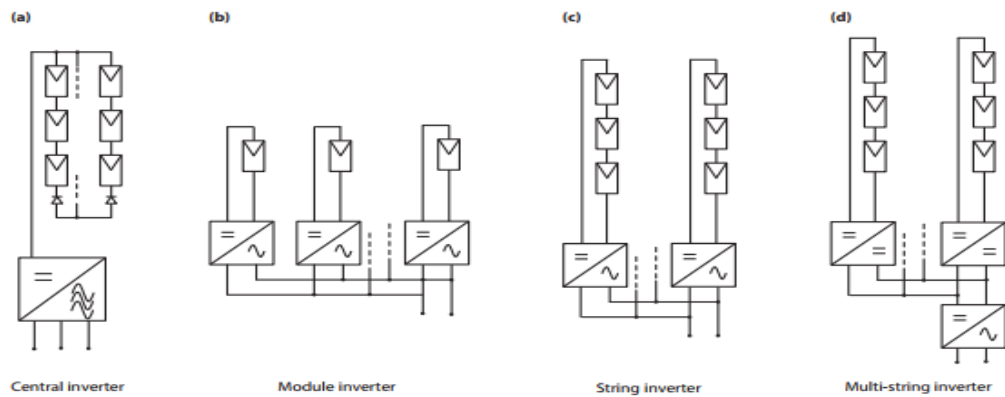 (a)
(b)
(c)
(d)
Central inverter
Module inverter
String inverter
Multi-string inverter